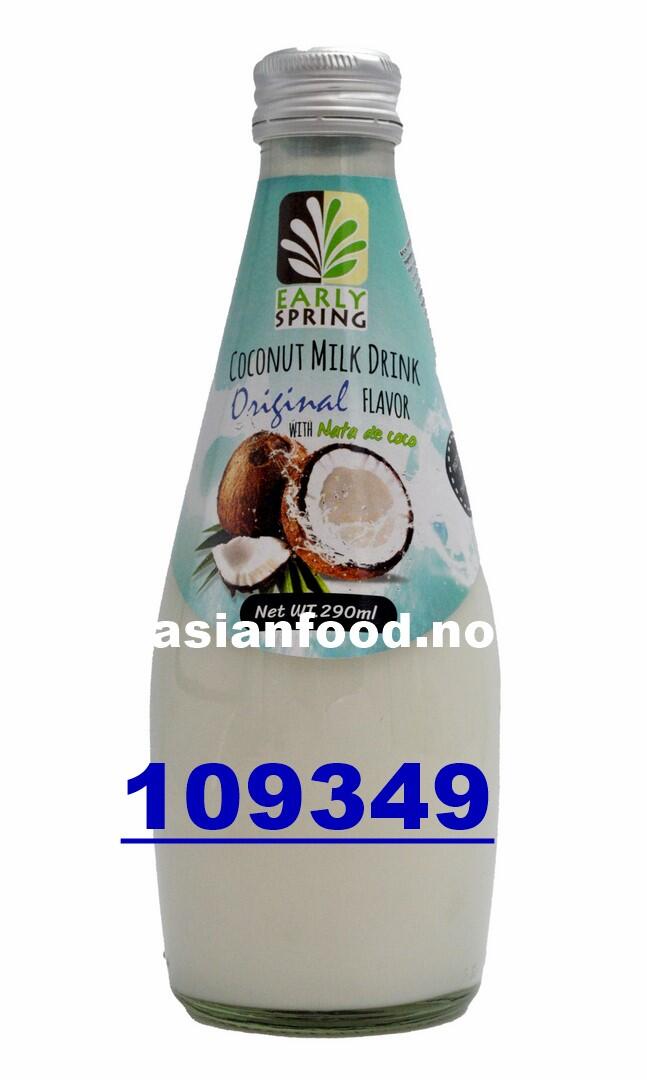 EARLY
SPRING
COCONUT MILK DRINK
Original FLAVOR
WITH Nata de coco
Net WT.290ml
asianfood.no
109349